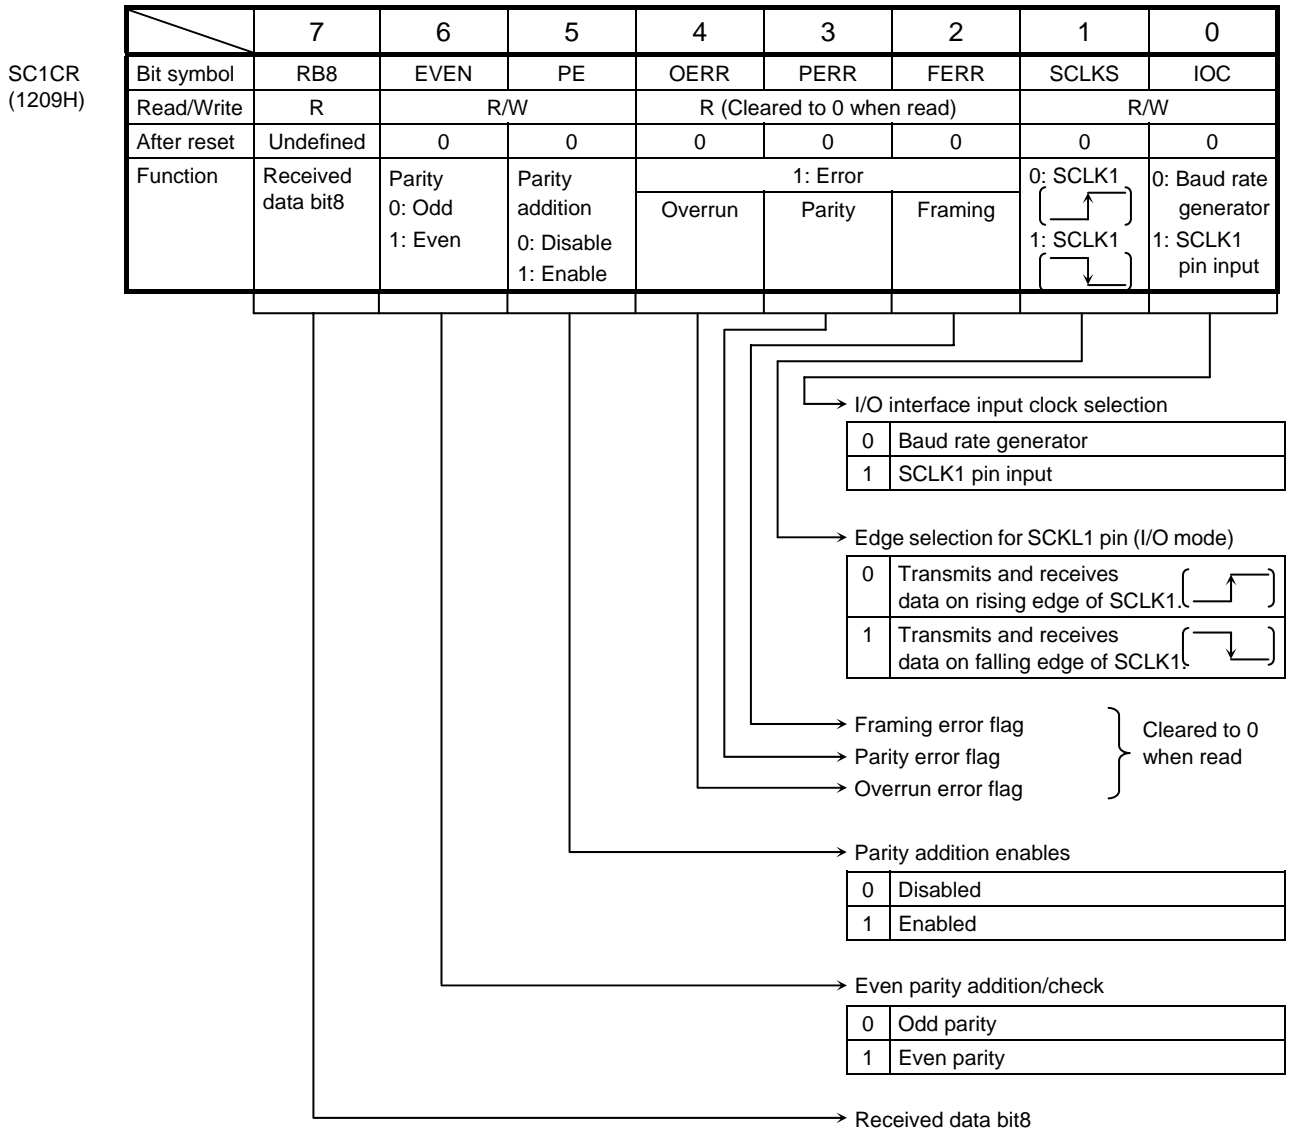 7 6 5 4 3 2 1 0
SC1CR
(1209H)
Bit symbol RB8 EVEN PE OERR PERR FERR SCLKS IOC
Read/Write R R/W R (Cleared to 0 when read) R/W
After reset Undefined 0 0 0 0 0 0 0
Function
Received
data bit8
Parity
0: Odd
1: Even
Parity
addition
0: Disable
1: Enable
1: Error
Overrun Parity Framing
0: SCLK1
1: SCLK1
0: Baud rate
generator
1: SCLK1
pin input
I/O interface input clock selection
0 Baud rate generator
1 SCLK1 pin input
Edge selection for SCKL1 pin (I/O mode)
0 Transmits and receives
data on rising edge of SCLK1.
1 Transmits and receives
data on falling edge of SCLK1.
Framing error flag
Parity error flag
Overrun error flag
Cleared to 0
when read
Parity addition enables
0 Disabled
1 Enabled
Even parity addition/check
0 Odd parity
1 Even parity
Received data bit8